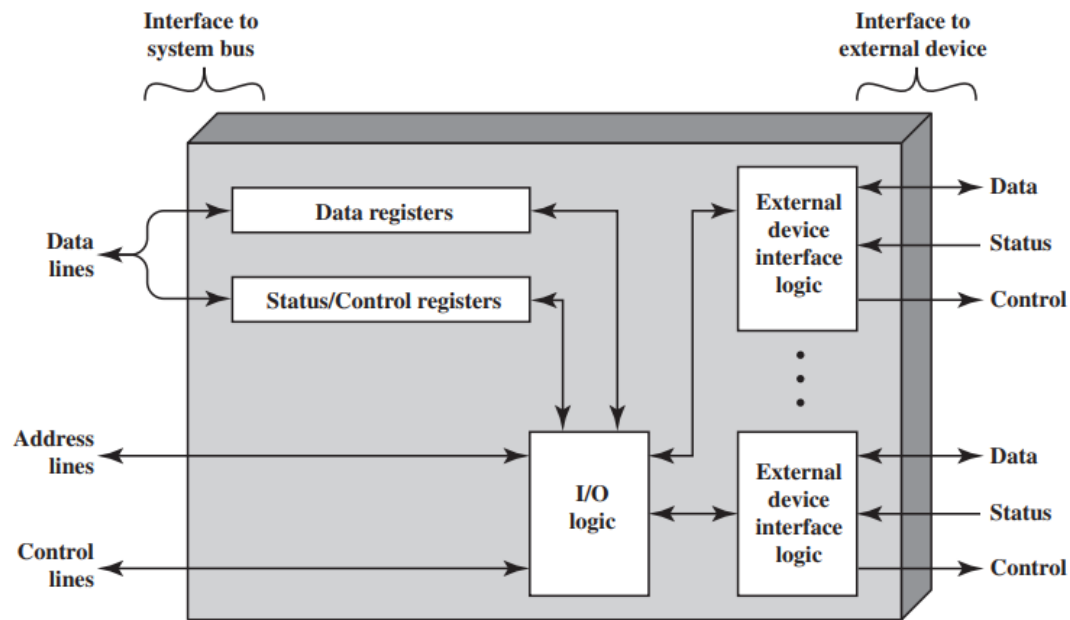 Interface to
system bus
Interface to
external device
Data registers
Status/Control registers
Data
lines
Address
lines
Control
lines
I/O
logic
External
device
interface
logic
Data
Status
Control
External
device
interface
logic
Data
Status
Control